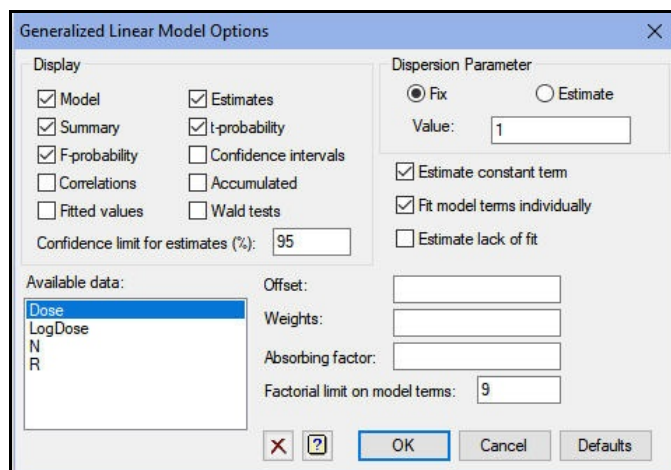 Generalized Linear Model Options
Display
Model
Estimates
Summary
t-probability
F-probability
Confidence intervals
Correlations
Accumulated
Fitted values
Wald tests
Confidence limit for estimates (%): 95
Dispersion Parameter
Fix
Estimate
Value: 1
Estimate constant term
Fit model terms individually
Estimate lack of fit
Available data:
Dose
LogDose
N
R
Offset:
Weights:
Absorbing factor:
Factorial limit on model terms: 9
OK
Cancel
Defaults